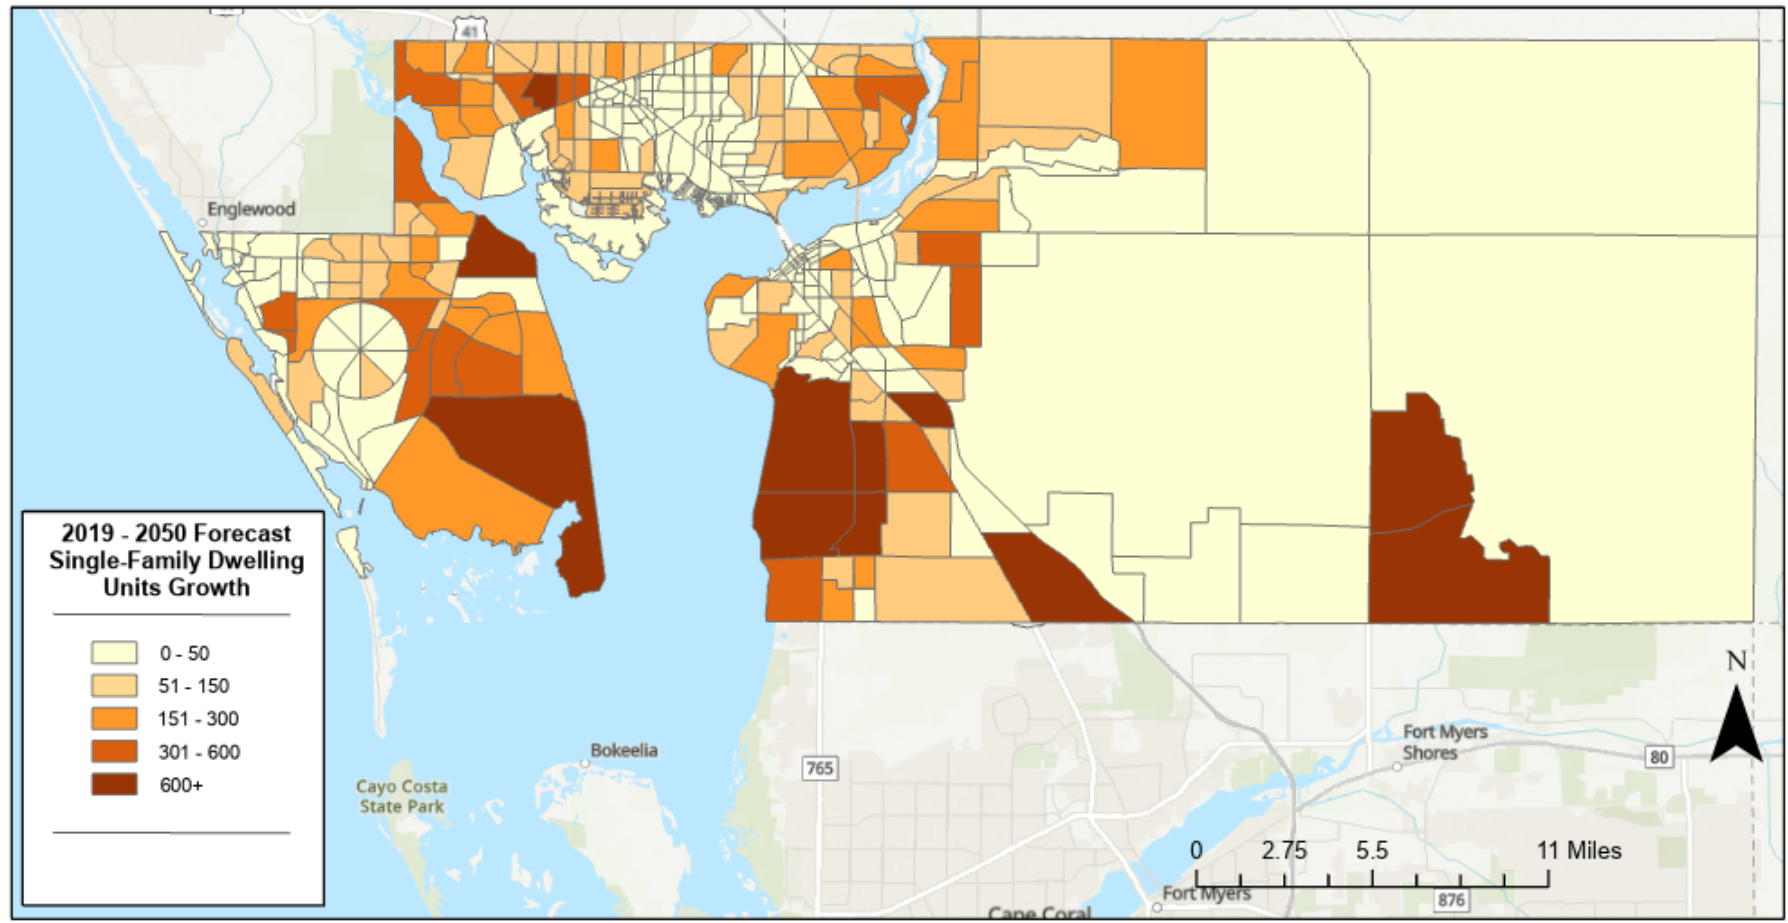 41
Englewood
2019 - 2050 Forecast
Single-Family Dwelling
Units Growth
0 - 50
51 - 150
151 - 300
301 - 600
600+
Bokeelia
Cayo Costa
State Park
765
N
Fort Myers
Shores
80
0 2.75 5.5 11 Miles
Fort Myers
876
Cape Coral